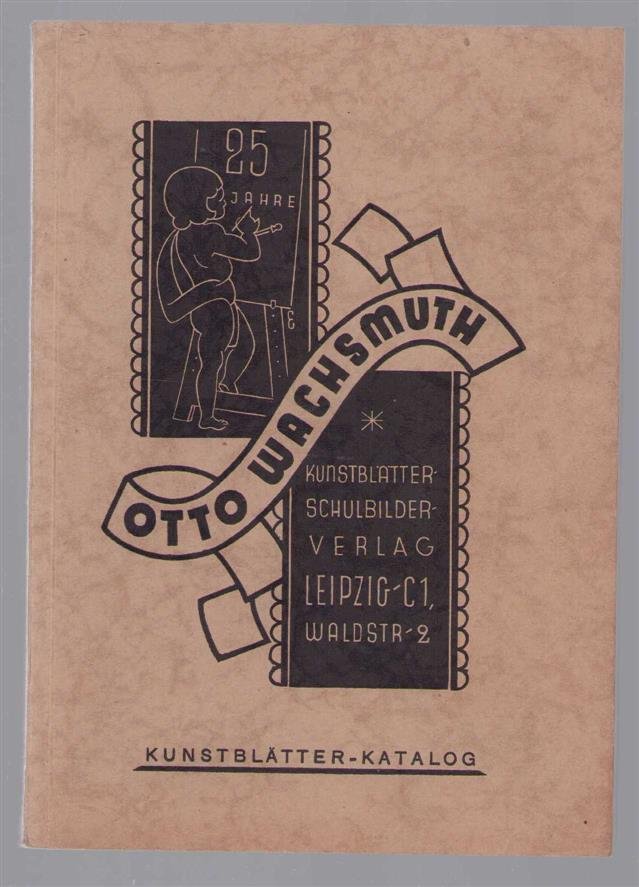 25
JAHRE
OTTO WACHSMUTH
KUNSTBLÄTTER-
SCHULBILDER-
VERLAG
LEIPZIG-C1,
WALDSTR-2
KUNSTBLÄTTER-KATALOG